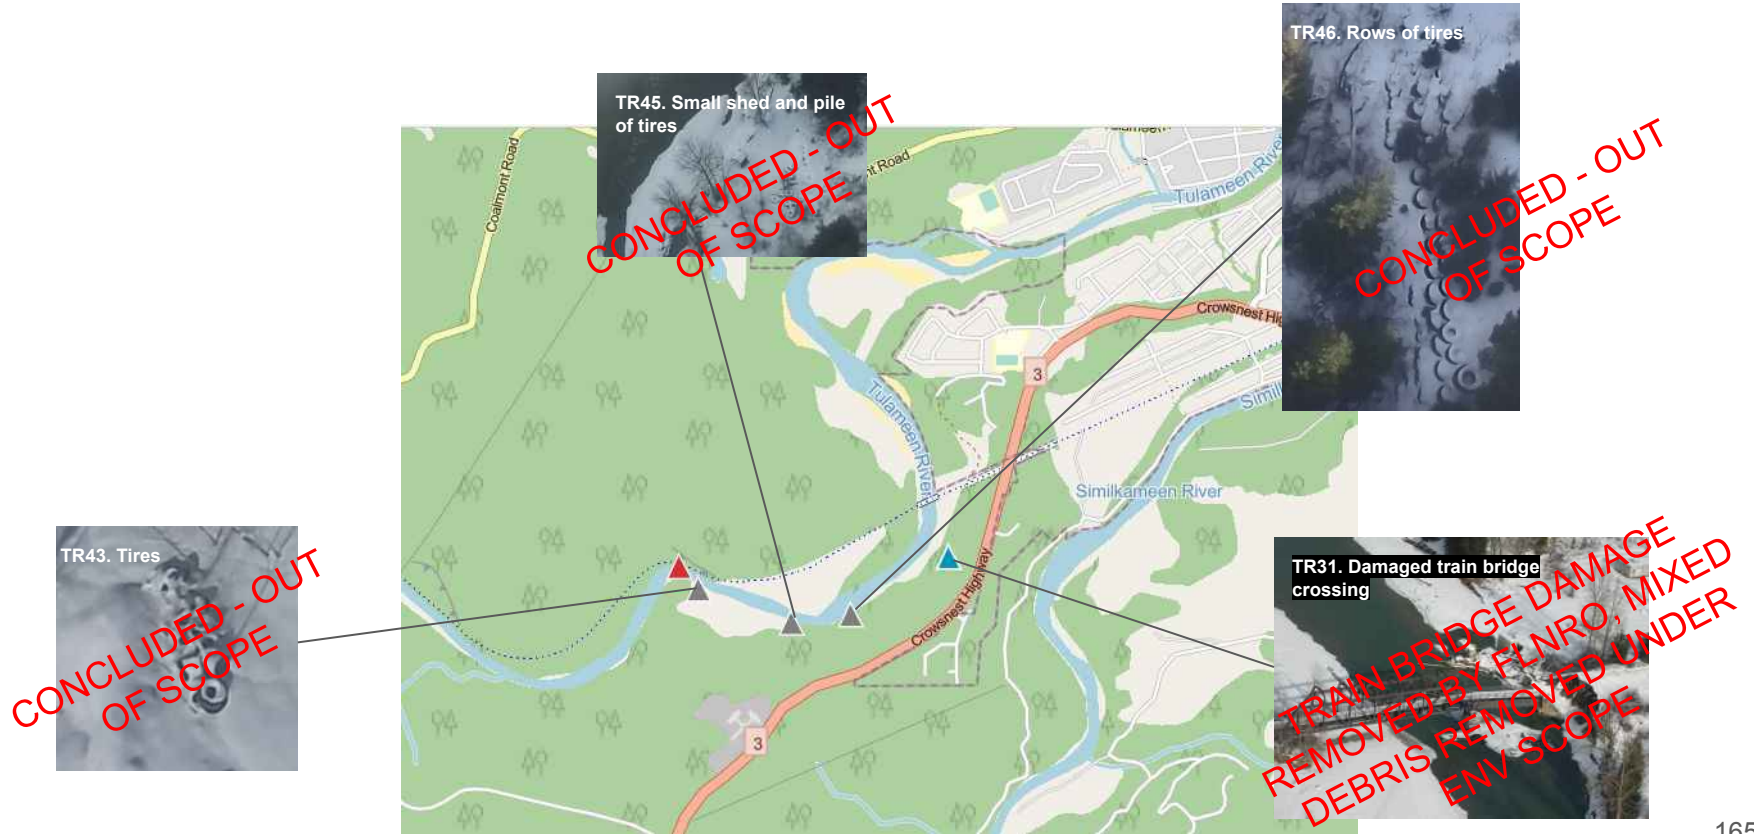 TR46. Rows of tires
CONCLUDED - OUT
OF SCOPE
TR45. Small shed and pile
of tires
CONCLUDED - OUT
OF SCOPE
Coalmont Road
Road
Tulameen River
Crowsnest
3
Tulameen River
Similkameen River
TR43. Tires
CONCLUDED - OUT
OF SCOPE
Crowsnest Highway
3
TR31. Damaged train bridge
crossing
TRAIN BRIDGE DAMAGE
REMOVED BY FLNRO, MIXED
DEBRIS REMOVED UNDER
ENV SCOPE
165